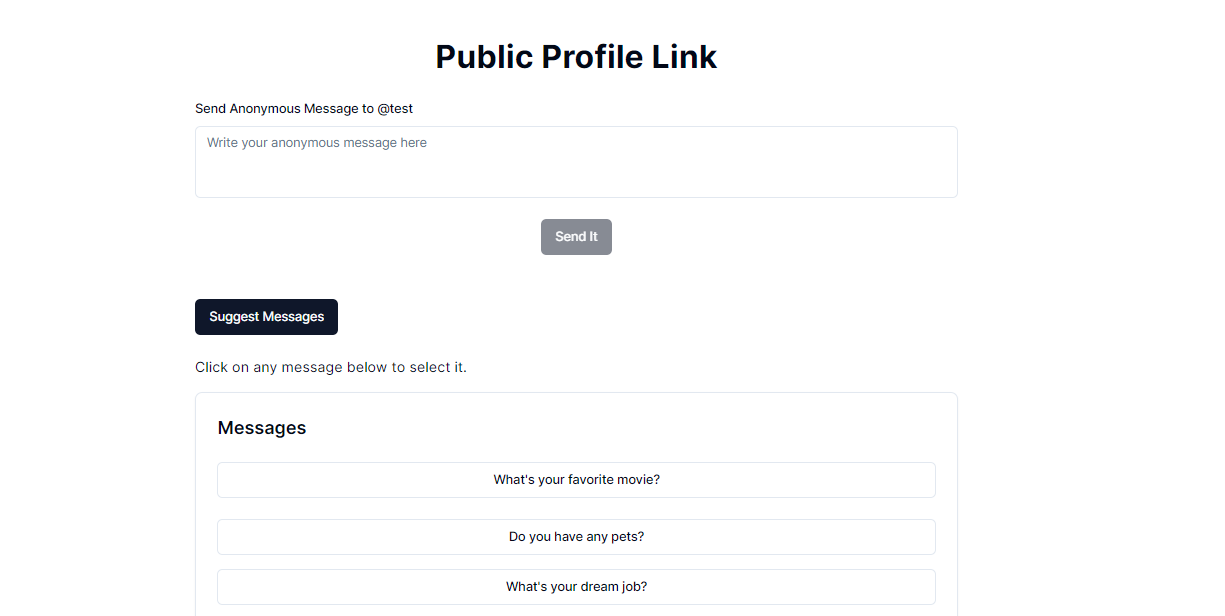 Public Profile Link
Send Anonymous Message to @test
Write your anonymous message here
Send It
Suggest Messages
Click on any message below to select it.
Messages
What's your favorite movie?
Do you have any pets?
What's your dream job?